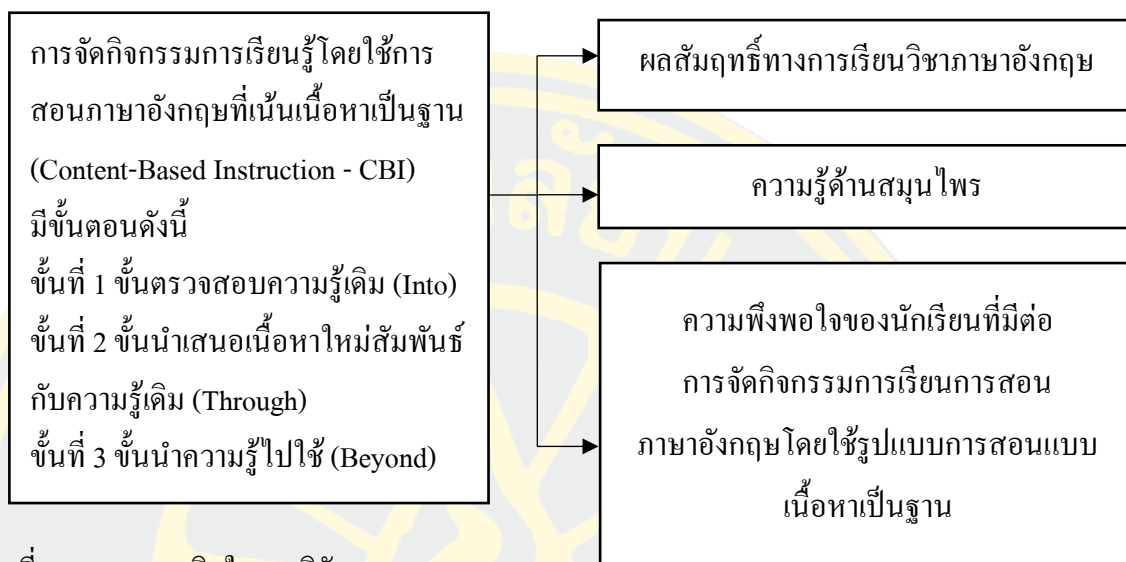 การจัดกิจกรรมการเรียนรู้โดยใช้การ
สอนภาษาอังกฤษที่เน้นเนื้อหาเป็นฐาน
(Content-Based Instruction - CBI)
มีขั้นตอนดังนี้
ขั้นที่ 1 ขั้นตรวจสอบความรู้เดิม (Into)
ขั้นที่ 2 ขั้นนำเสนอเนื้อหาใหม่สัมพันธ์
กับความรู้เดิม (Through)
ขั้นที่ 3 ขั้นนำความรู้ไปใช้ (Beyond)
ผลสัมฤทธิ์ทางการเรียนวิชาภาษาอังกฤษ
ความรู้ด้านสมุนไพร
ความพึงพอใจของนักเรียนที่มีต่อ
การจัดกิจกรรมการเรียนการสอน
ภาษาอังกฤษโดยใช้รูปแบบการสอนแบบ
เนื้อหาเป็นฐาน